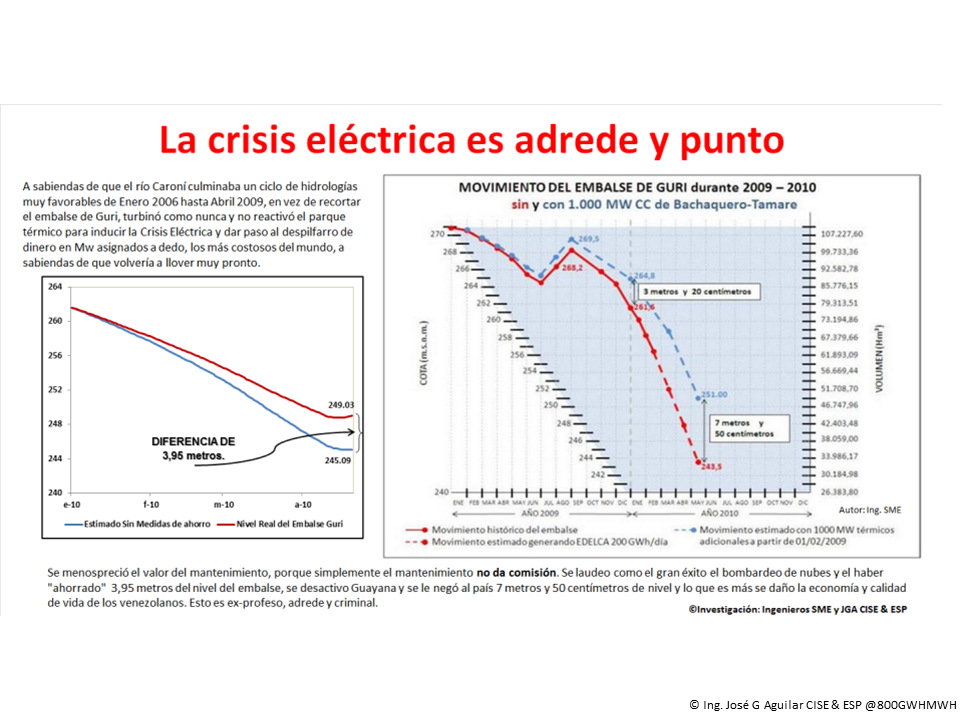 La crisis eléctrica es adrede y punto
A sabiendas de que el río Caroní culminaba un ciclo de hidrologías
muy favorables de Enero 2006 hasta Abril 2009, en vez de recortar
el embalse de Guri, turbinó como nunca y no reactivó el parque
térmico para inducir la Crisis Eléctrica y dar paso al despilfarro de
dinero en Mw asignados a dedo, los más costosos del mundo, a
sabiendas de que volvería a llover muy pronto.
264
260
256
252
248
244
240
249.03
245.09
DIFERENCIA DE
3,95 metros.
e-10 f-10 m-10 a-10
Estimado Sin Medidas de ahorro Nivel Real del Embalse Guri
MOVIMIENTO DEL EMBALSE DE GURI durante 2009 – 2010
sin y con 1.000 MW CC de Bachaquero-Tamare
COTA (m.s.n.m.)
270
268
266
264
262
260
258
256
254
252
250
248
246
244
242
240
269,5
268,2
264,8
261,6
3 metros y 20 centímetros
251.00
7 metros y
50 centímetros
243,5
107.227,60
99.733,36
92.582,78
85.776,15
79.313,51
73.194,86
67.379,66
61.893,09
56.669,44
51.708,70
46.747,96
42.403,48
38.059,00
33.986,17
30.184,98
26.383,80
VOLUMEN (Hm³)
ENE FEB MAR ABR MAY JUN JUL AGO SEP OCT NOV DIC ENE FEB MAR ABR MAY JUN JUL AGO SEP OCT NOV DIC
AÑO 2009 AÑO 2010
Autor: Ing. SME
Movimiento histórico del embalse
Movimiento estimado generando EDELCA 200 GWh/día
Movimiento estimado con 1000 MW térmicos
adicionales a partir de 01/02/2009
Se menospreció el valor del mantenimiento, porque simplemente el mantenimiento no da comisión. Se laudeo como el gran éxito el bombardeo de nubes y el haber
"ahorrado" 3,95 metros del nivel del embalse, se desactivo Guayana y se le negó al país 7 metros y 50 centímetros de nivel y lo que es más se daño la economía y calidad
de vida de los venezolanos. Esto es ex-profeso, adrede y criminal.
©Investigación: Ingenieros SME y JGA CISE & ESP
© Ing. José G Aguilar CISE & ESP @800GWHMWH